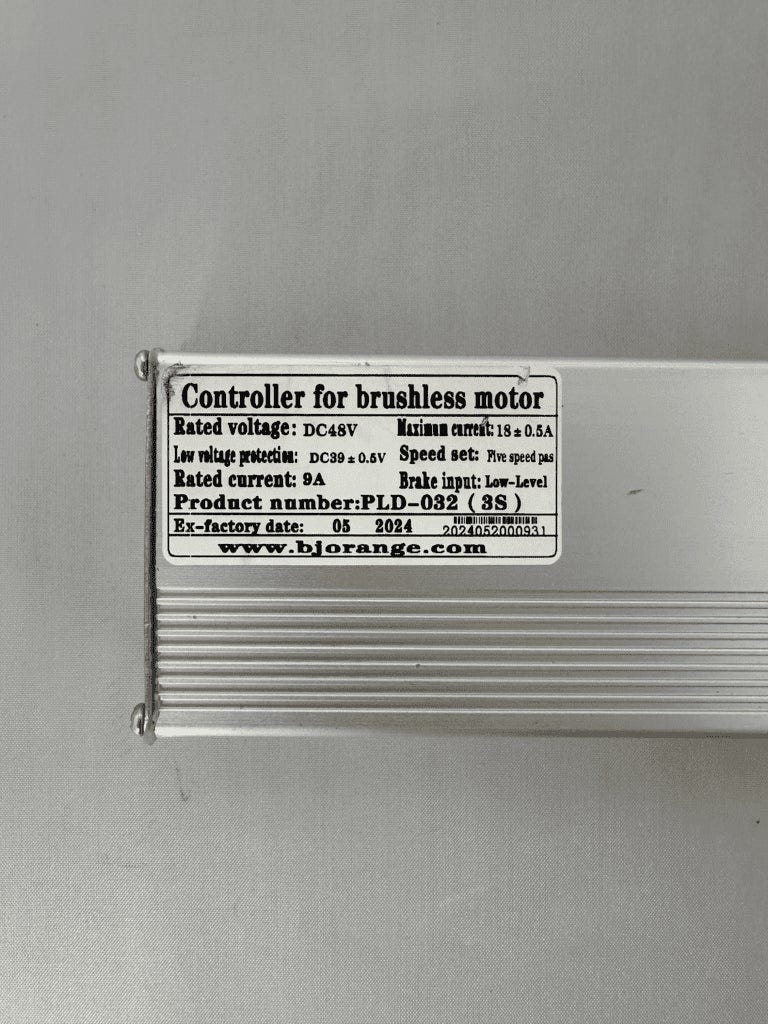 Controller for brushless motor
Rated voltage: DC48V Maximum current: 18±0.5A
Low voltage protection: DC39±0.5V Speed set: Five speed pas
Rated current: 9A Brake input: Low-Level
Product number:PLD-032 (3S)
Ex-factory date: 05 2024 2024052000931
www.bjorange.com